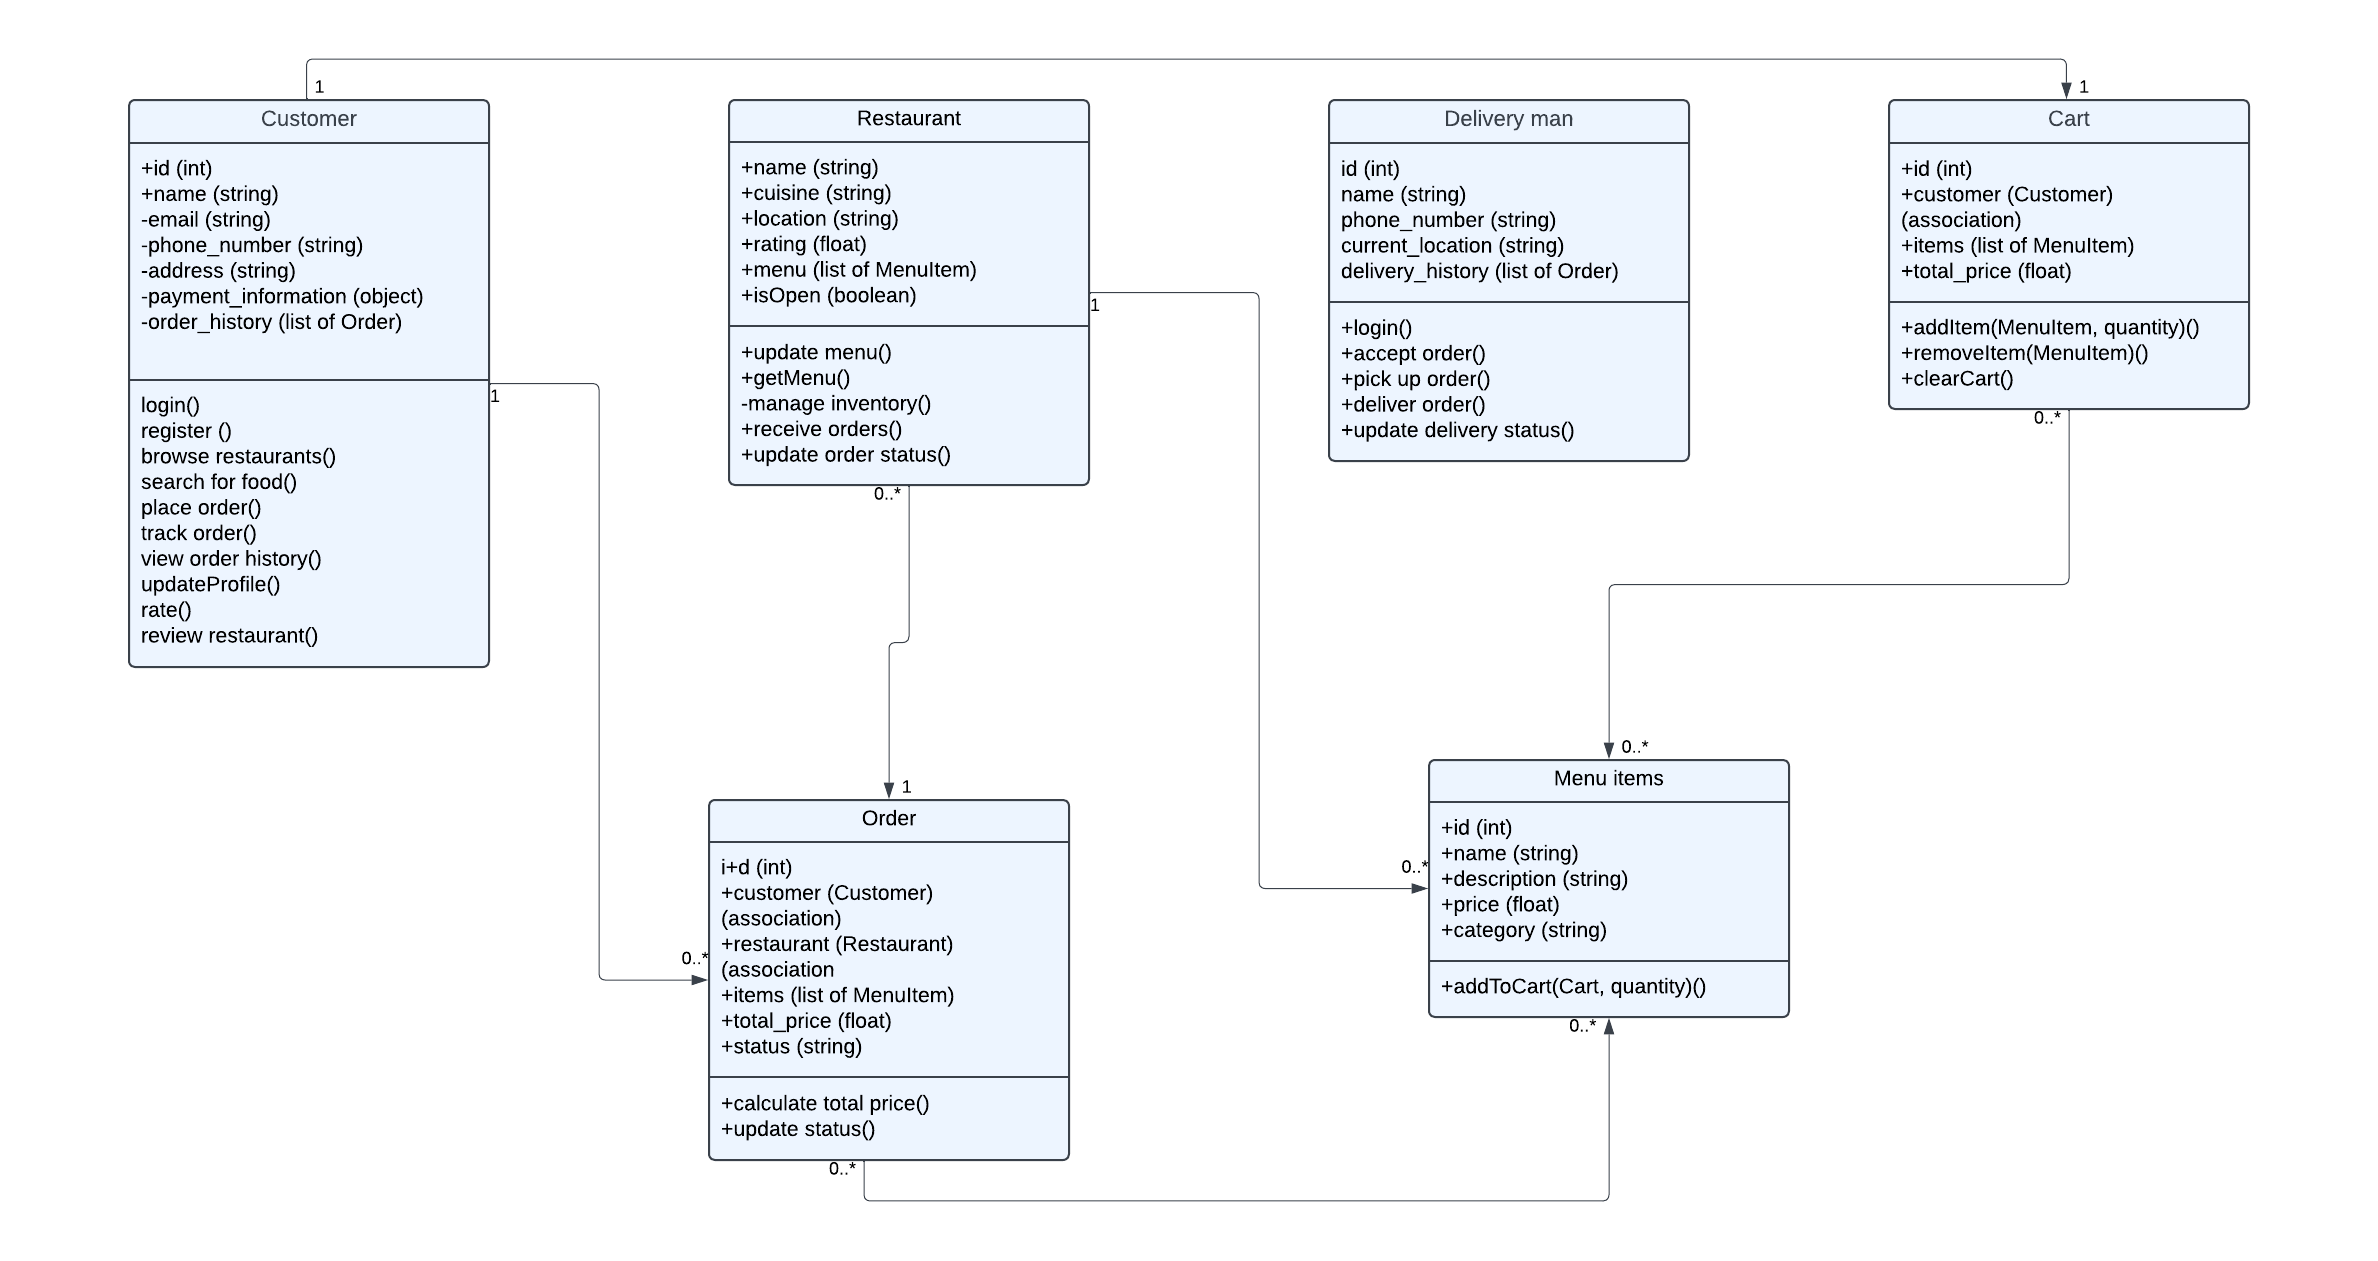 1
1
Customer
+id (int)
+name (string)
-email (string)
-phone_number (string)
-address (string)
-payment_information (object)
-order_history (list of Order)
login()
register ()
browse restaurants()
search for food()
place order()
track order()
view order history()
updateProfile()
rate()
review restaurant()
1
Restaurant
+name (string)
+cuisine (string)
+location (string)
+rating (float)
+menu (list of MenuItem)
+isOpen (boolean)
+update menu()
+getMenu()
-manage inventory()
+receive orders()
+update order status()
1
0..*
Delivery man
id (int)
name (string)
phone_number (string)
current_location (string)
delivery_history (list of Order)
+login()
+accept order()
+pick up order()
+deliver order()
+update delivery status()
Cart
+id (int)
+customer (Customer)
(association)
+items (list of MenuItem)
+total_price (float)
+addItem(MenuItem, quantity)()
+removeItem(MenuItem)()
+clearCart()
0..*
1
0..*
Order
i+d (int)
+customer (Customer)
(association)
+restaurant (Restaurant)
(association
+items (list of MenuItem)
+total_price (float)
+status (string)
+calculate total price()
+update status()
0..*
0..*
0..*
Menu items
+id (int)
+name (string)
+description (string)
+price (float)
+category (string)
+addToCart(Cart, quantity)()
0..*